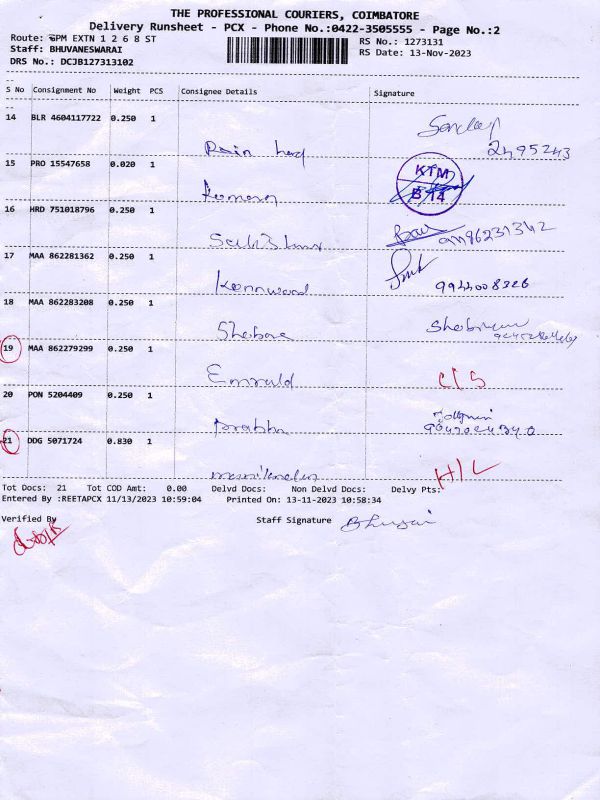 THE PROFESSIONAL COURIERS, COIMBATORE
Delivery Runsheet - PCX - Phone No.:0422-3505555 - Page No.:2
Route: GPM EXTN 1 2 6 8 ST
RS No.: 1273131
Staff: BHUVANESWARAI
RS Date: 13-Nov-2023
DRS No.: DCJB127313102
S No Consignment No Weight PCS Consignee Details Signature
14 BLR 4604117722 0.250 1
Sandeep
Rain
2495243
15 PRO 15547658 0.020 1
KTM
B 14
16 HRD 751018796 0.250 1
17 MAA 862281362 0.250 1
Kennwood 9944008326
18 MAA 862283208 0.250 1
Shobana
19 MAA 862279299 0.250 1
Emrald C/S
20 PON 5204409 0.250 1
Prabhu
21 DDG 5071724 0.830 1
manikandan H/L
Tot Docs: 21 Tot COD Amt: 0.00 Delvd Docs: Non Delvd Docs: Delvy Pts:
Entered By :REETAPCX 11/13/2023 10:59:04 Printed On: 13-11-2023 10:58:34
Verified By Staff Signature